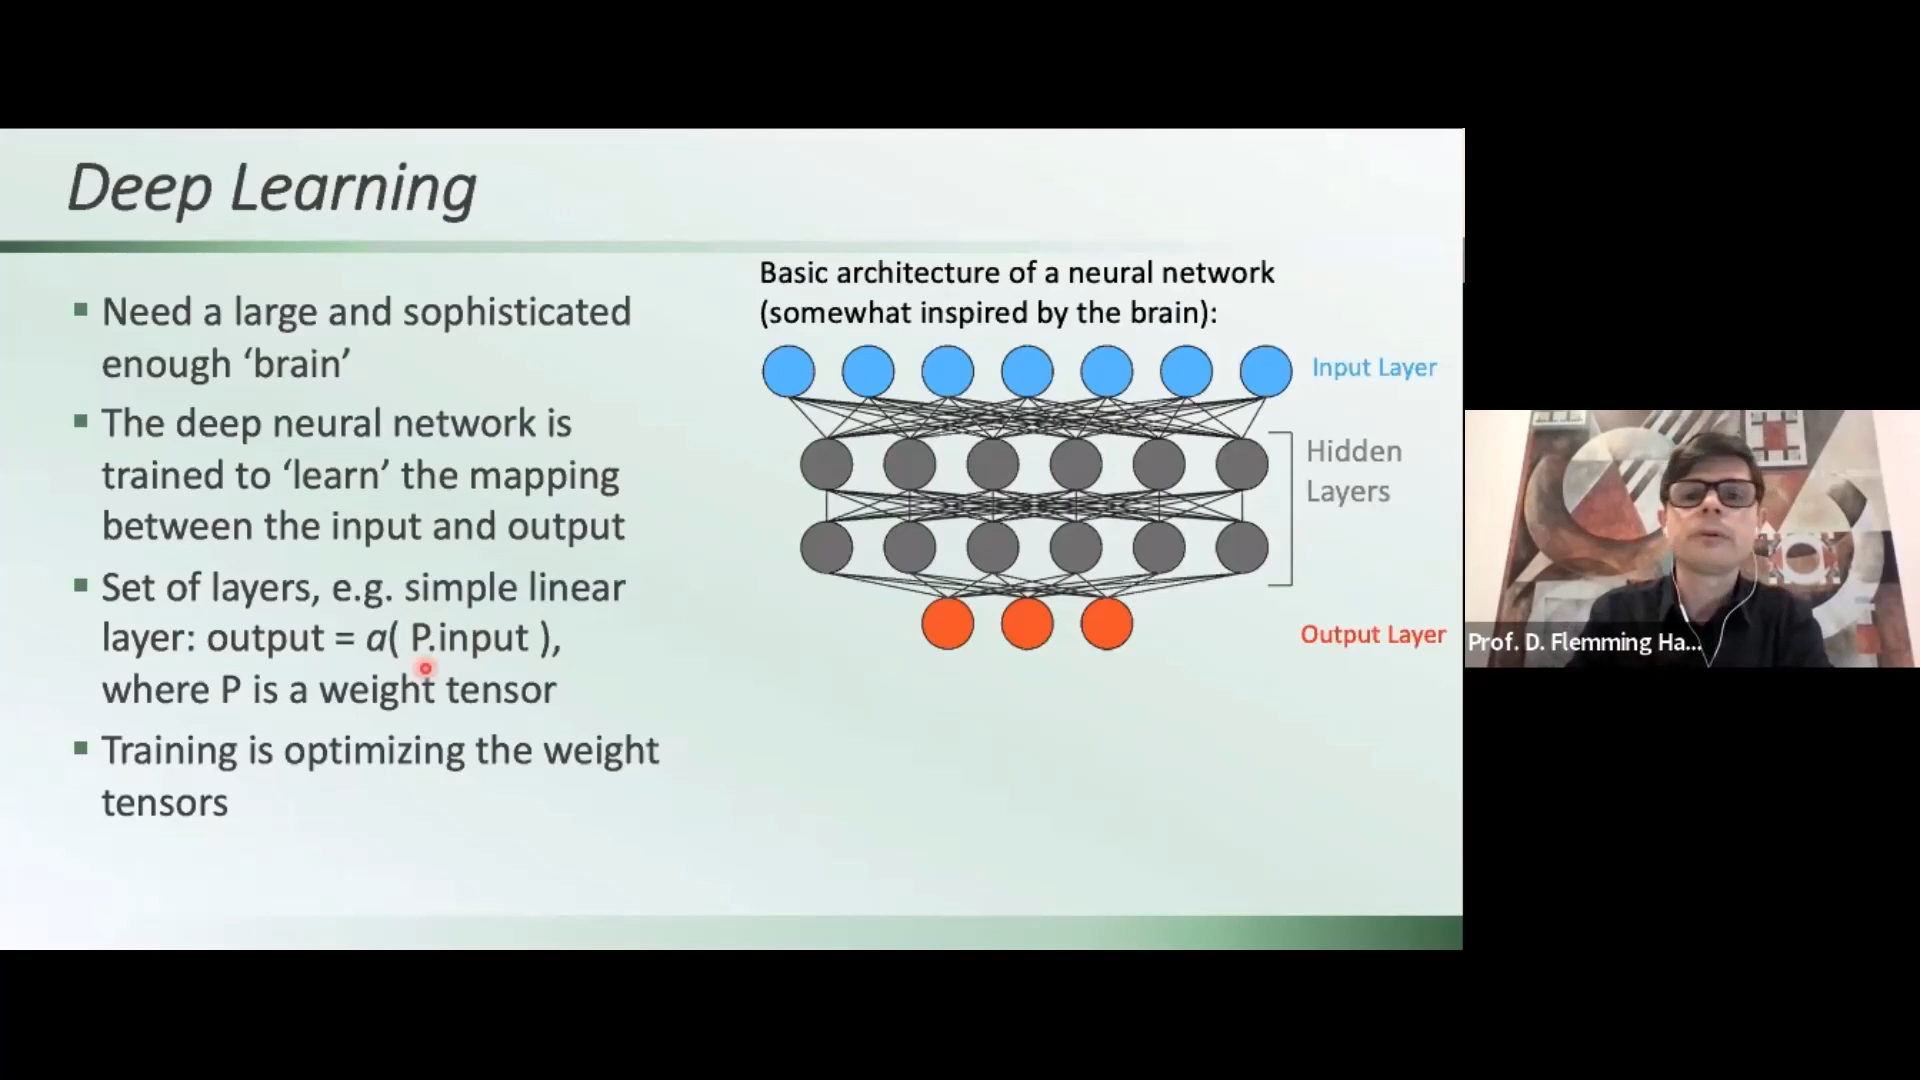 Deep Learning
Need a large and sophisticated
enough ‘brain’
The deep neural network is
trained to ‘learn’ the mapping
between the input and output
Set of layers, e.g. simple linear
layer: output = a( P.input ),
where P is a weight tensor
Training is optimizing the weight
tensors
Basic architecture of a neural network
(somewhat inspired by the brain):
Input Layer
Hidden
Layers
Output Layer
Prof. D. Flemming Ha...